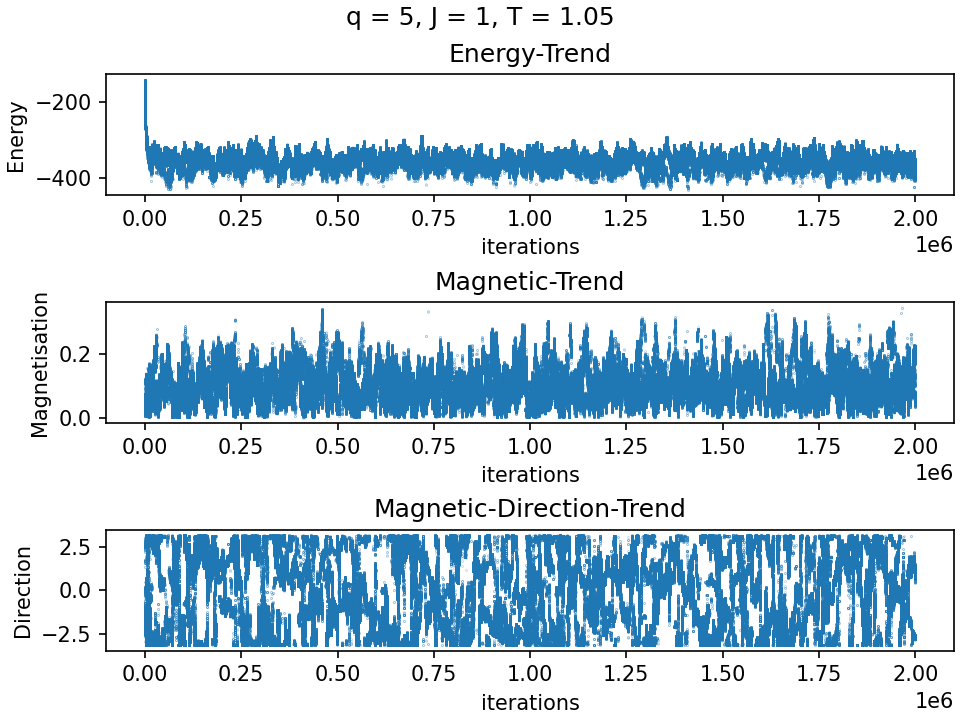 q = 5, J = 1, T = 1.05
Energy-Trend
Energy
−200
−400
0.00 0.25 0.50 0.75 1.00 1.25 1.50 1.75 2.00
iterations
1e6
Magnetic-Trend
Magnetisation
0.2
0.0
0.00 0.25 0.50 0.75 1.00 1.25 1.50 1.75 2.00
iterations
1e6
Magnetic-Direction-Trend
Direction
2.5
0.0
−2.5
0.00 0.25 0.50 0.75 1.00 1.25 1.50 1.75 2.00
iterations
1e6